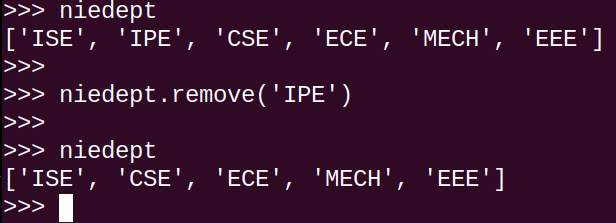 >>> niedept
['ISE', 'IPE', 'CSE', 'ECE', 'MECH', 'EEE']
>>>
>>> niedept.remove('IPE')
>>>
>>> niedept
['ISE', 'CSE', 'ECE', 'MECH', 'EEE']
>>>